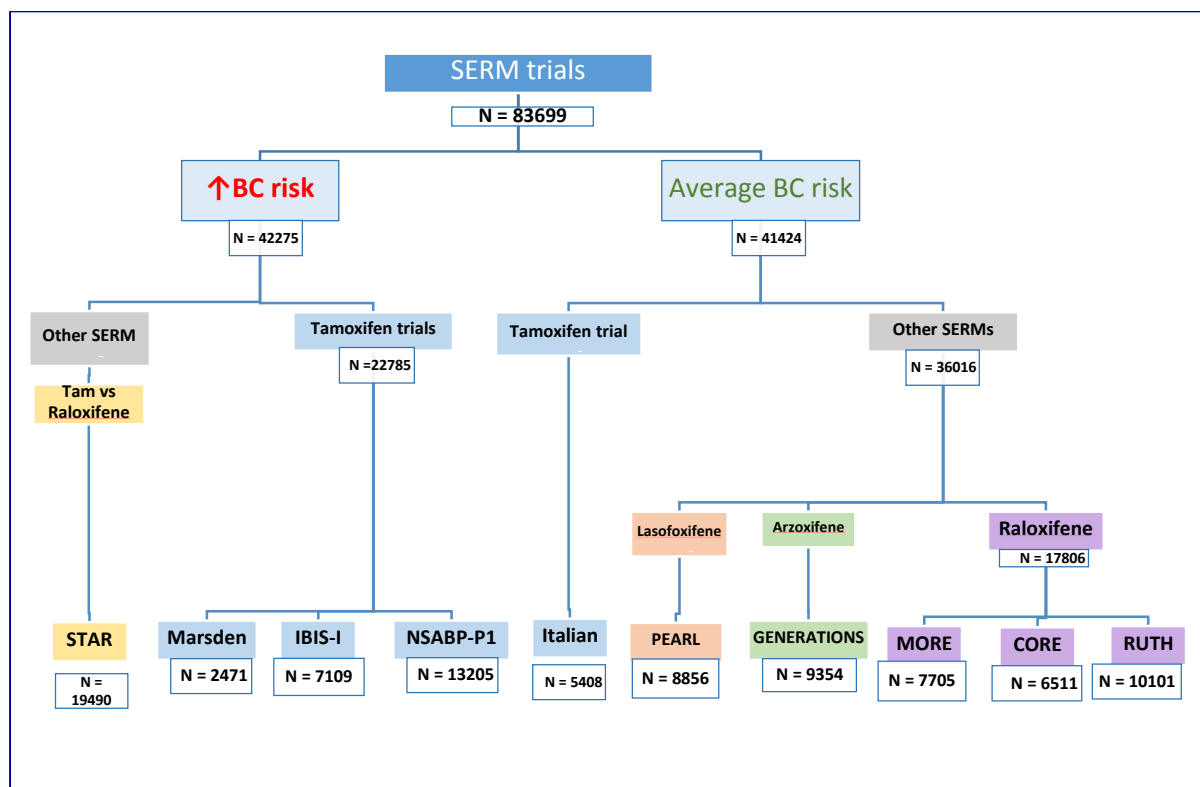 SERM trials
N = 83699
↑BC risk
Average BC risk
N = 42275
N = 41424
Other SERM
Tamoxifen trials
Tamoxifen trial
Other SERMs
N =22785
N = 36016
Tam vs
Raloxifene
Lasofoxifene
Arzoxifene
Raloxifene
N = 17806
STAR
Marsden
IBIS-I
NSABP-P1
Italian
PEARL
GENERATIONS
MORE
CORE
RUTH
N =
19490
N = 2471
N = 7109
N = 13205
N = 5408
N = 8856
N = 9354
N = 7705
N = 6511
N = 10101